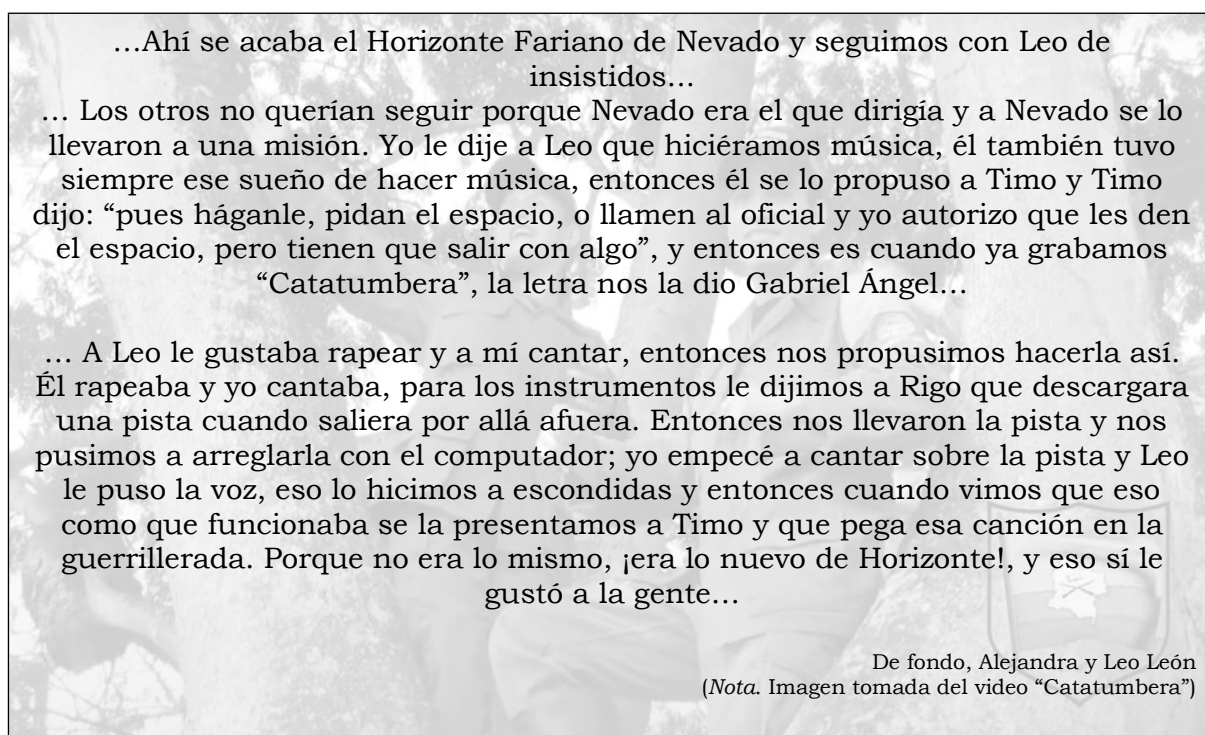 …Ahí se acaba el Horizonte Fariano de Nevado y seguimos con Leo de
insistidos…
… Los otros no querían seguir porque Nevado era el que dirigía y a Nevado se lo
llevaron a una misión. Yo le dije a Leo que hiciéramos música, él también tuvo
siempre ese sueño de hacer música, entonces él se lo propuso a Timo y Timo
dijo: “pues háganle, pidan el espacio, o llamen al oficial y yo autorizo que les den
el espacio, pero tienen que salir con algo”, y entonces es cuando ya grabamos
“Catatumbera”, la letra nos la dio Gabriel Ángel…
… A Leo le gustaba rapear y a mí cantar, entonces nos propusimos hacerla así.
Él rapeaba y yo cantaba, para los instrumentos le dijimos a Rigo que descargara
una pista cuando saliera por allá afuera. Entonces nos llevaron la pista y nos
pusimos a arreglarla con el computador; yo empecé a cantar sobre la pista y Leo
le puso la voz, eso lo hicimos a escondidas y entonces cuando vimos que eso
como que funcionaba se la presentamos a Timo y que pega esa canción en la
guerrillerada. Porque no era lo mismo, ¡era lo nuevo de Horizonte!, y eso sí le
gustó a la gente…
De fondo, Alejandra y Leo León
(Nota. Imagen tomada del video “Catatumbera”)